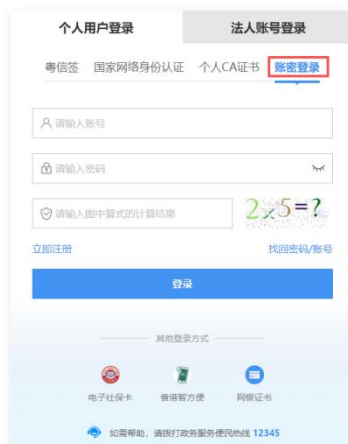 个人用户登录 法人账号登录
粤信签 国家网络身份认证 个人CA证书 账密登录
请输入账号
请输入密码
请输入图中算式的计算结果 2x5=?
立即注册 找回密码/账号
登录
其他登录方式
电子社保卡 香港智方便 网银证书
如需帮助，请拨打政务服务便民热线 12345